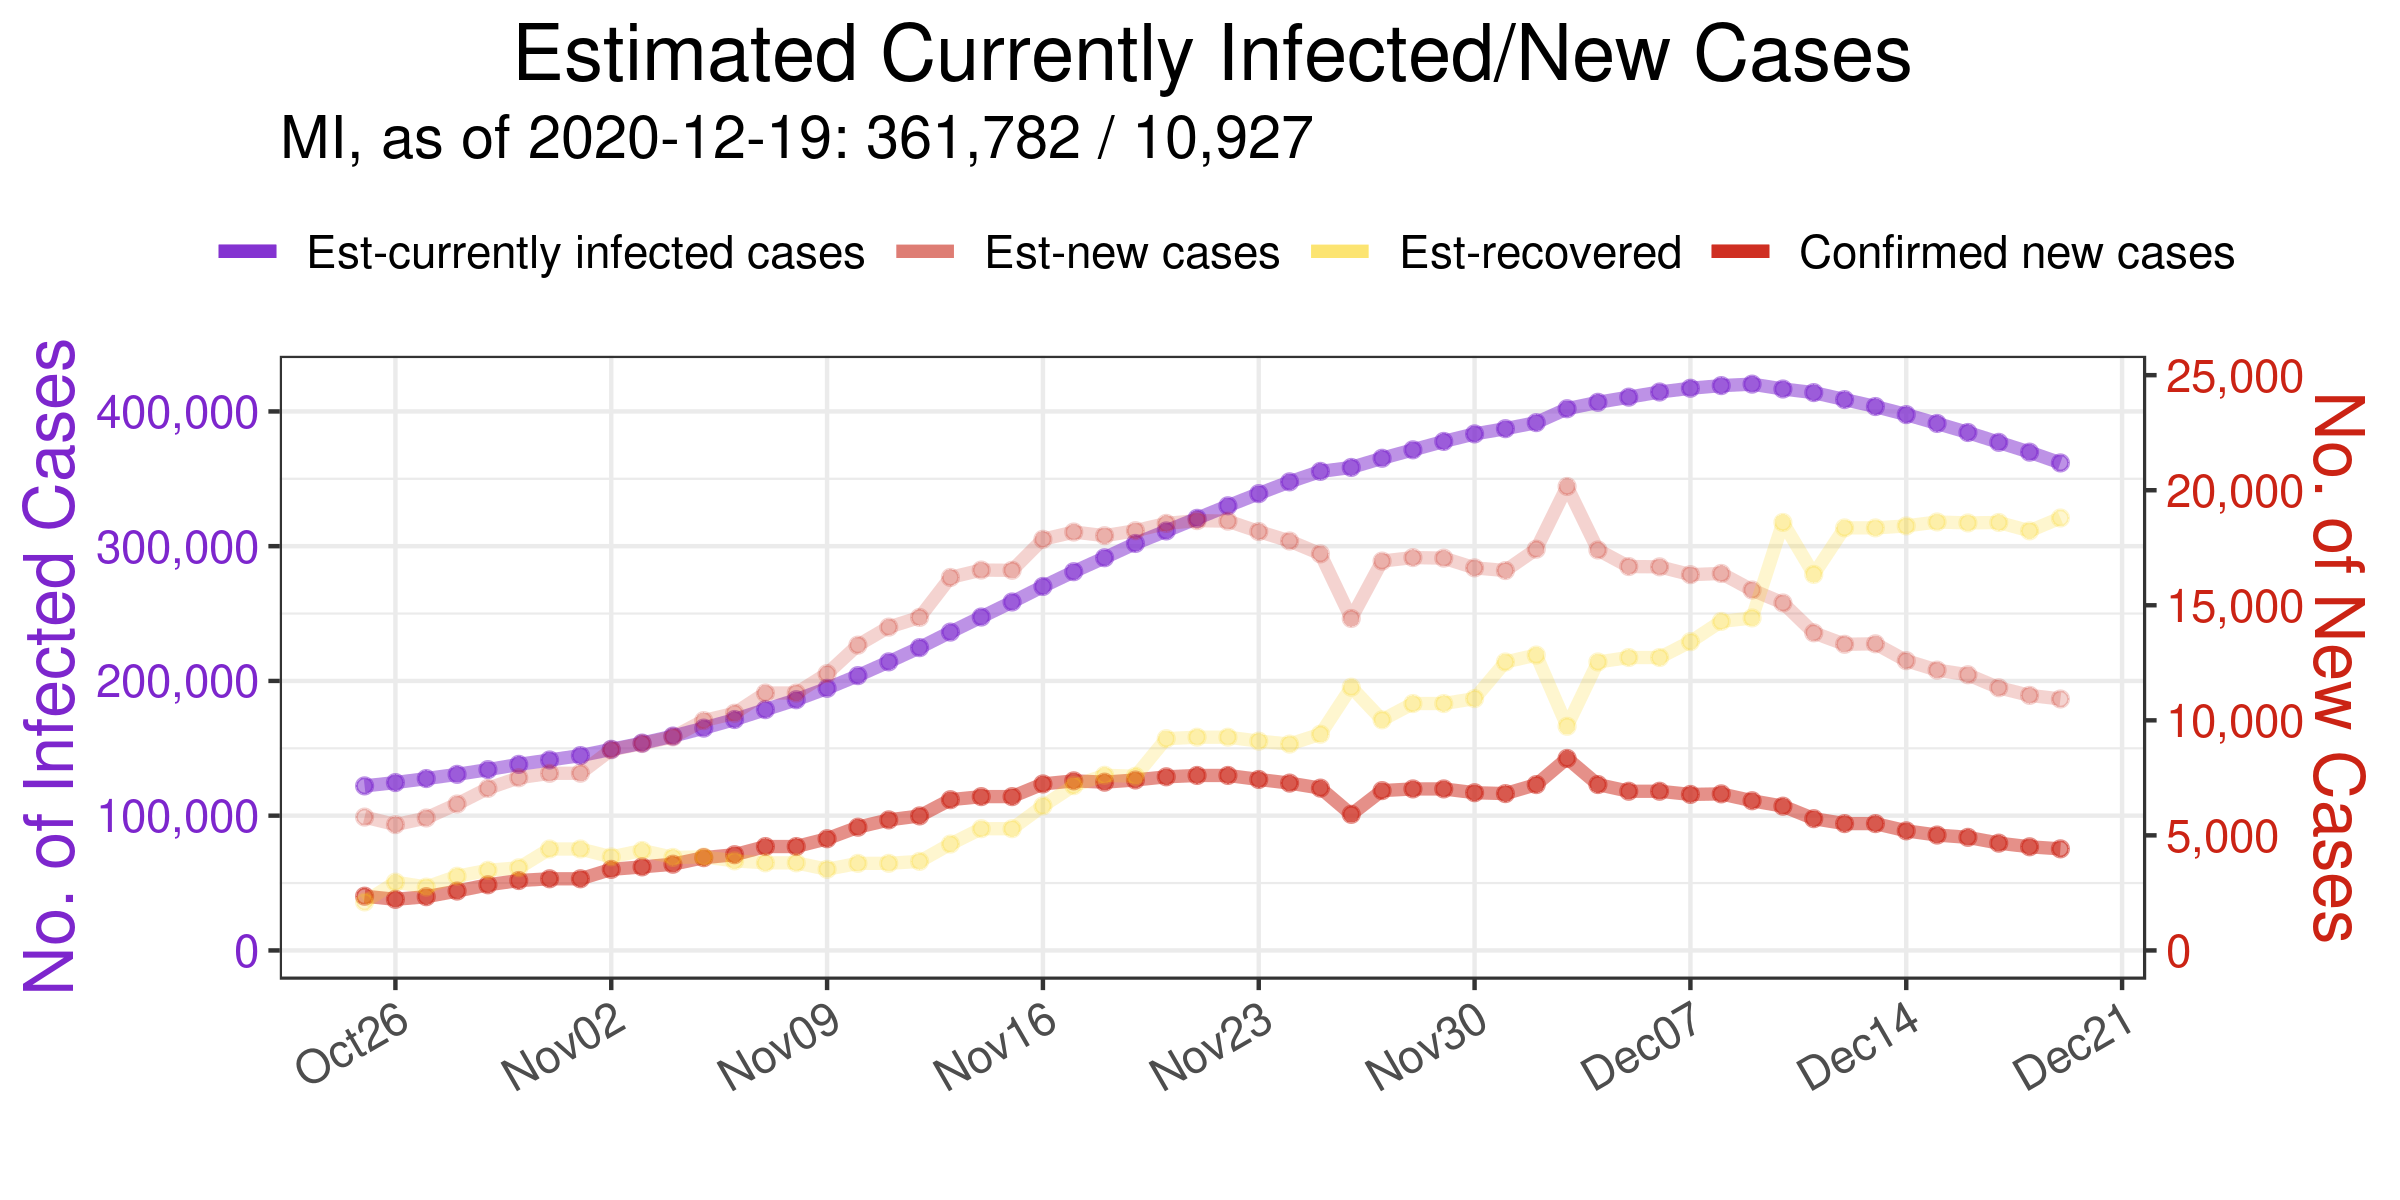 Estimated Currently Infected/New Cases
MI, as of 2020-12-19: 361,782 / 10,927
Est-currently infected cases Est-new cases Est-recovered Confirmed new cases
No. of Infected Cases
400,000
300,000
200,000
100,000
0
25,000
20,000
15,000
10,000
5,000
0
No. of New Cases
Oct26 Nov02 Nov09 Nov16 Nov23 Nov30 Dec07 Dec14 Dec21